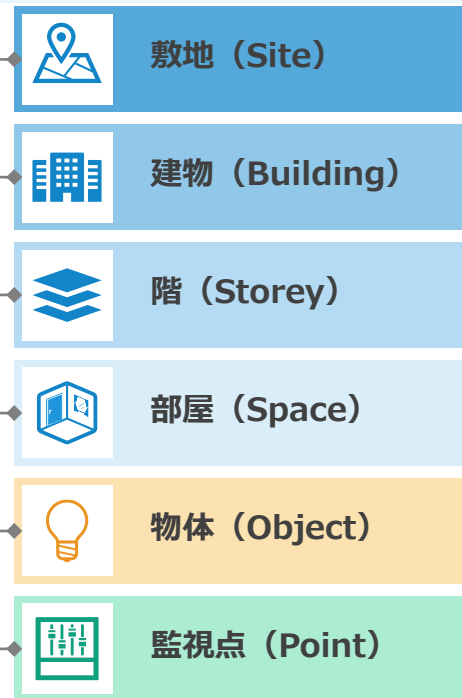 敷地（Site）
建物（Building）
階（Storey）
部屋（Space）
物体（Object）
監視点（Point）